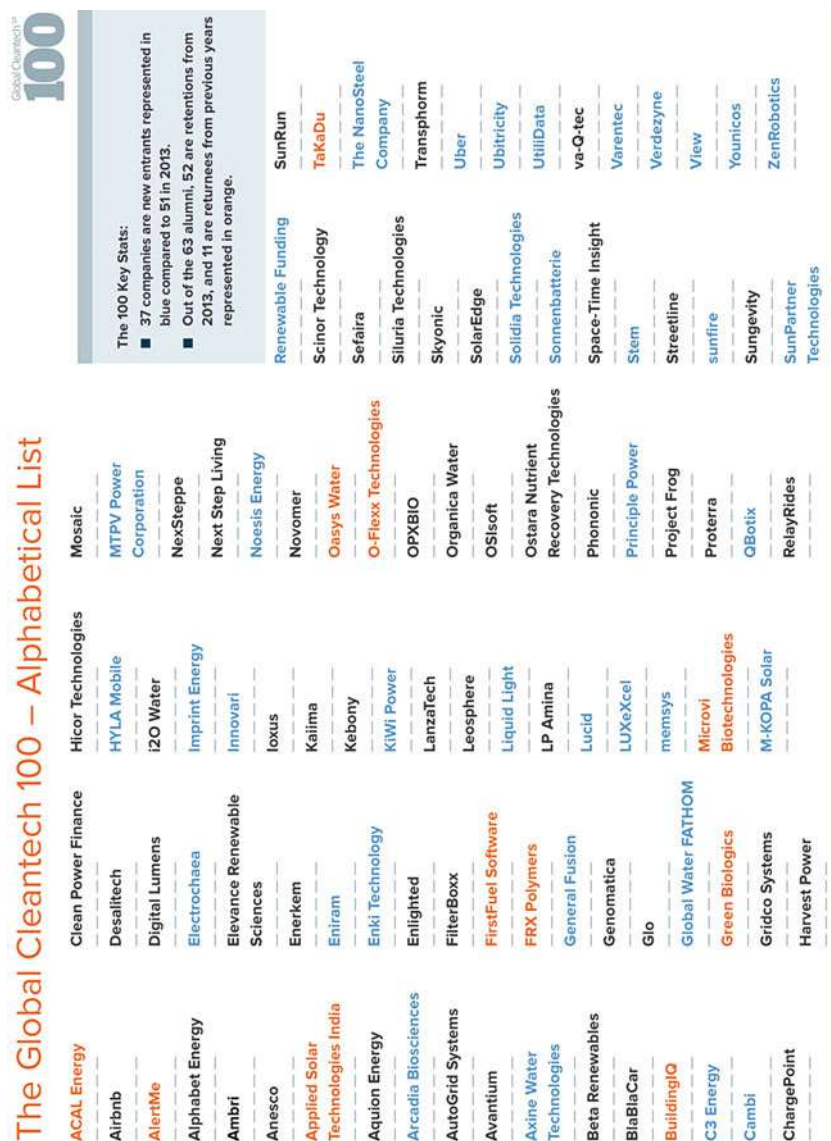 The Global Cleantech 100 – Alphabetical List
Global Cleantech℠
100
The 100 Key Stats:
■ 37 companies are new entrants represented in
blue compared to 51 in 2013.
■ Out of the 63 alumni, 52 are retentions from
2013, and 11 are returnees from previous years
represented in orange.
ACAL Energy
Airbnb
AlertMe
Alphabet Energy
Ambri
Anesco
Applied Solar
Technologies India
Aquion Energy
Arcadia Biosciences
AutoGrid Systems
Avantium
Axine Water
Technologies
Beta Renewables
BlaBlaCar
BuildingIQ
C3 Energy
Cambi
ChargePoint
Clean Power Finance
Desalitech
Digital Lumens
Electrochaea
Elevance Renewable
Sciences
Enerkem
Eniram
Enki Technology
Enlighted
FilterBoxx
FirstFuel Software
FRX Polymers
General Fusion
Genomatica
Glo
Global Water FATHOM
Green Biologics
Gridco Systems
Harvest Power
Hicor Technologies
HYLA Mobile
i2O Water
Imprint Energy
Innovari
Ioxus
Kaiima
Kebony
KiWi Power
LanzaTech
Leosphere
Liquid Light
LP Amina
Lucid
LUXeXcel
memsys
Microvi
Biotechnologies
M-KOPA Solar
Mosaic
MTPV Power
Corporation
NexSteppe
Next Step Living
Noesis Energy
Novomer
Oasys Water
O-Flexx Technologies
OPXBIO
Organica Water
OSIsoft
Ostara Nutrient
Recovery Technologies
Phononic
Principle Power
Project Frog
Proterra
QBotix
RelayRides
Renewable Funding
Scinor Technology
Sefaira
Siluria Technologies
Skyonic
SolarEdge
Solidia Technologies
Sonnenbatterie
Space-Time Insight
Stem
Streetline
sunfire
Sungevity
SunPartner
Technologies
SunRun
TaKaDu
The NanoSteel
Company
Transphorm
Uber
Ubitricity
UtiliData
va-Q-tec
Varentec
Verdezyne
View
Younicos
ZenRobotics